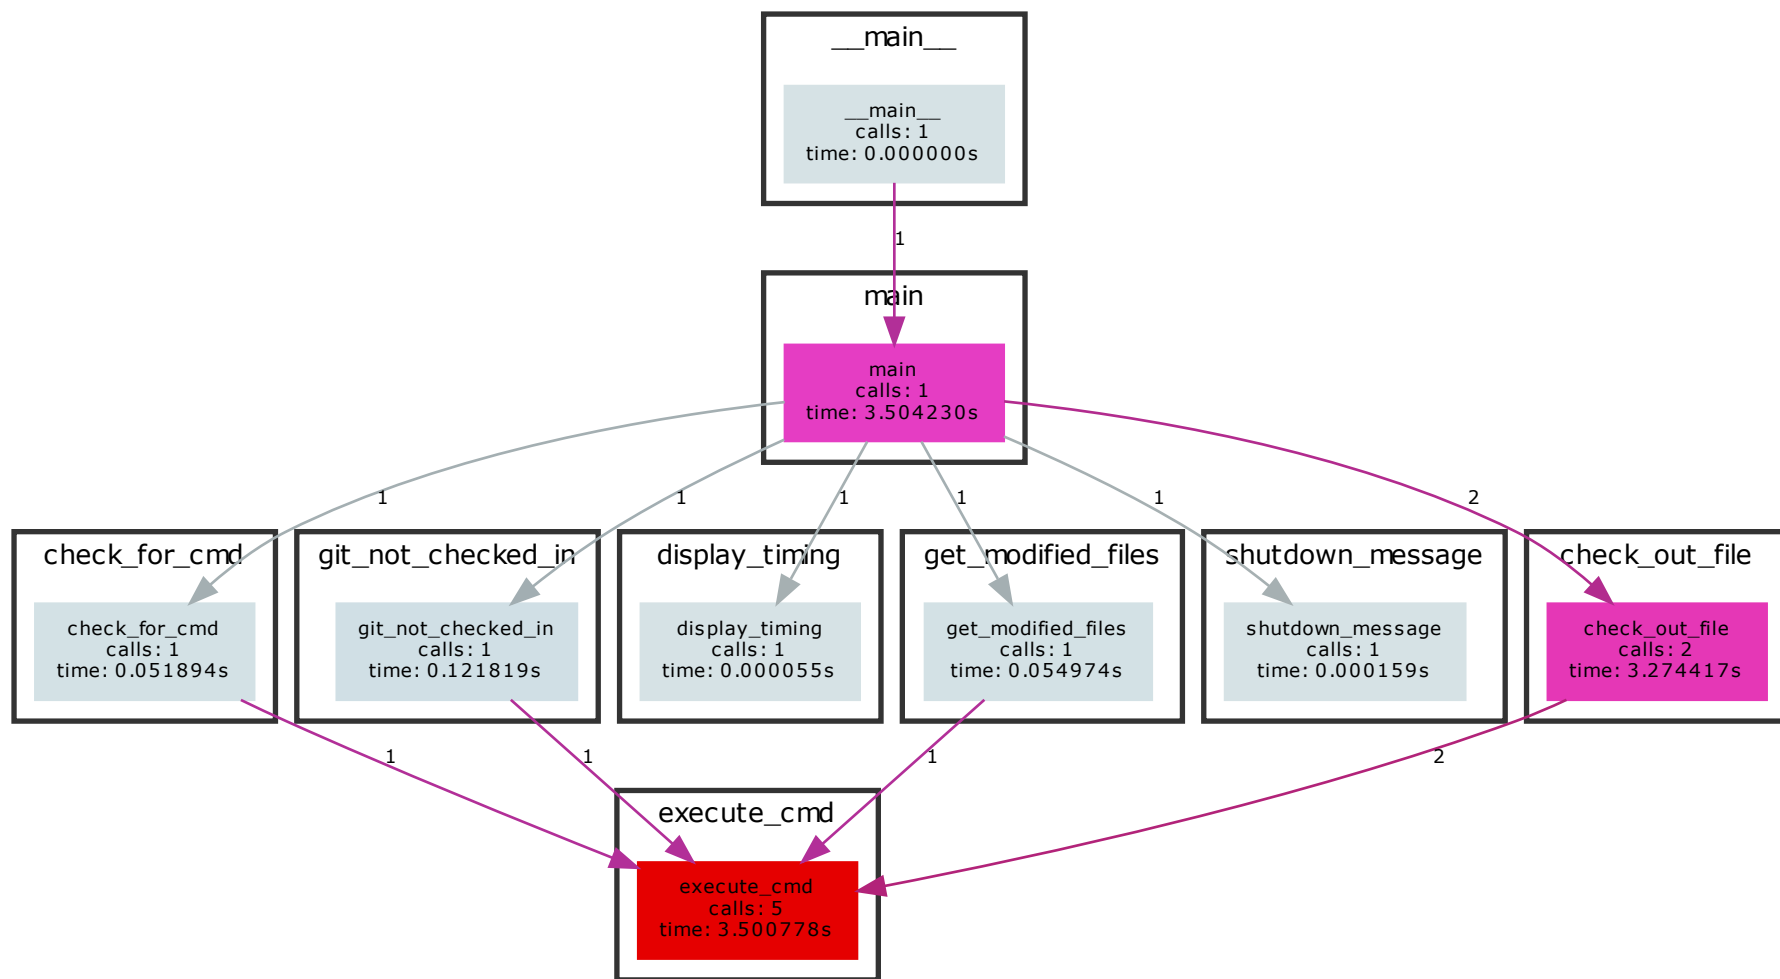 __main__
__main__
calls: 1
time: 0.000000s
1
main
main
calls: 1
time: 3.504230s
1
1
1
1
1
2
check_for_cmd
check_for_cmd
calls: 1
time: 0.051894s
git_not_checked_in
git_not_checked_in
calls: 1
time: 0.121819s
display_timing
display_timing
calls: 1
time: 0.000055s
get_modified_files
get_modified_files
calls: 1
time: 0.054974s
shutdown_message
shutdown_message
calls: 1
time: 0.000159s
check_out_file
check_out_file
calls: 2
time: 3.274417s
1
1
1
2
execute_cmd
execute_cmd
calls: 5
time: 3.500778s